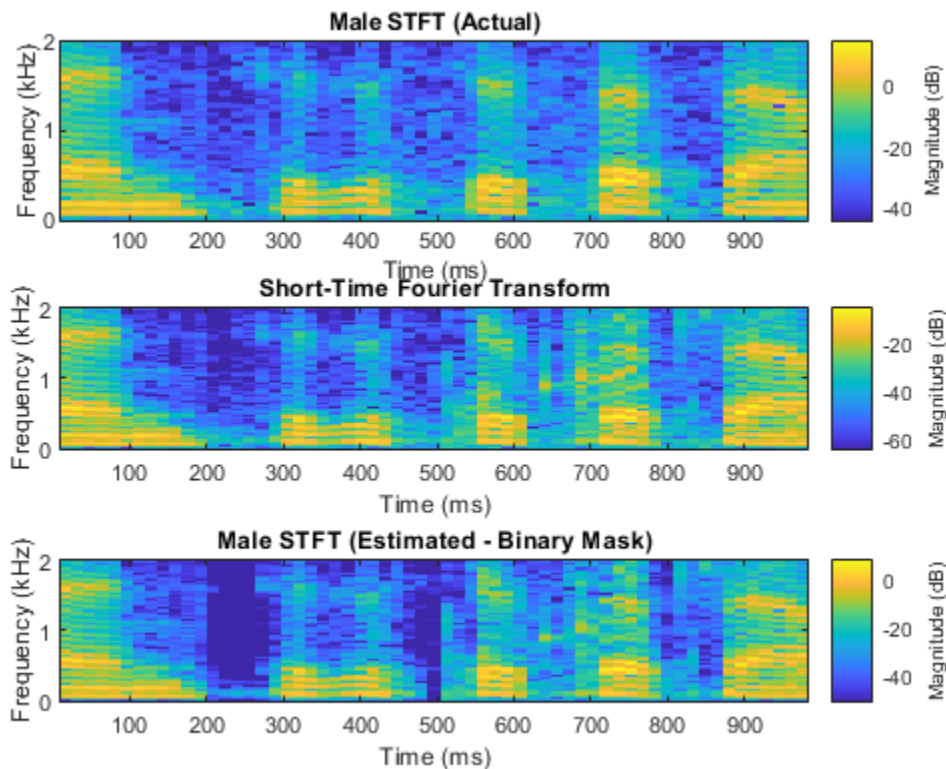 Male STFT (Actual)
2
1
0
Frequency (kHz)
100 200 300 400 500 600 700 800 900
Time (ms)
0
-20
-40
Magnitude (dB)
Short-Time Fourier Transform
2
1
0
Frequency (kHz)
100 200 300 400 500 600 700 800 900
Time (ms)
-20
-40
-60
Magnitude (dB)
Male STFT (Estimated - Binary Mask)
2
1
0
Frequency (kHz)
100 200 300 400 500 600 700 800 900
Time (ms)
0
-20
-40
Magnitude (dB)